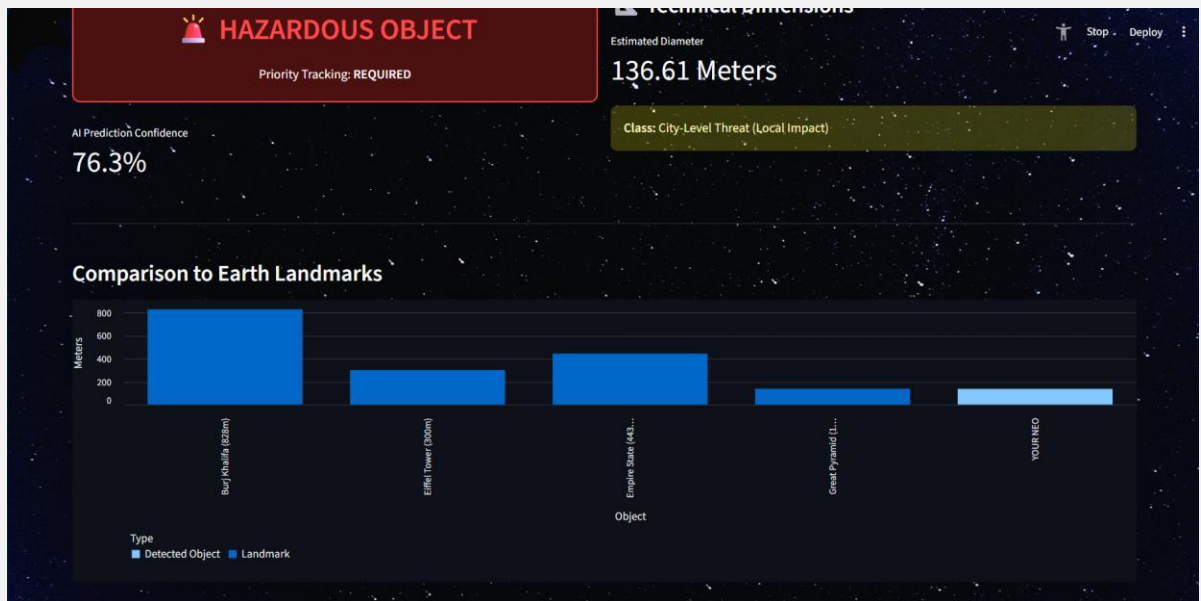 🚨 HAZARDOUS OBJECT
Priority Tracking: REQUIRED
Technical Dimensions
Estimated Diameter
136.61 Meters
Class: City-Level Threat (Local Impact)
Stop
Deploy
AI Prediction Confidence
76.3%
Comparison to Earth Landmarks
800
600
400
200
0
Meters
Burj Khalifa (828m)
Eiffel Tower (300m)
Empire State (443...
Great Pyramid (1...
YOUR NEO
Object
Type
Detected Object
Landmark